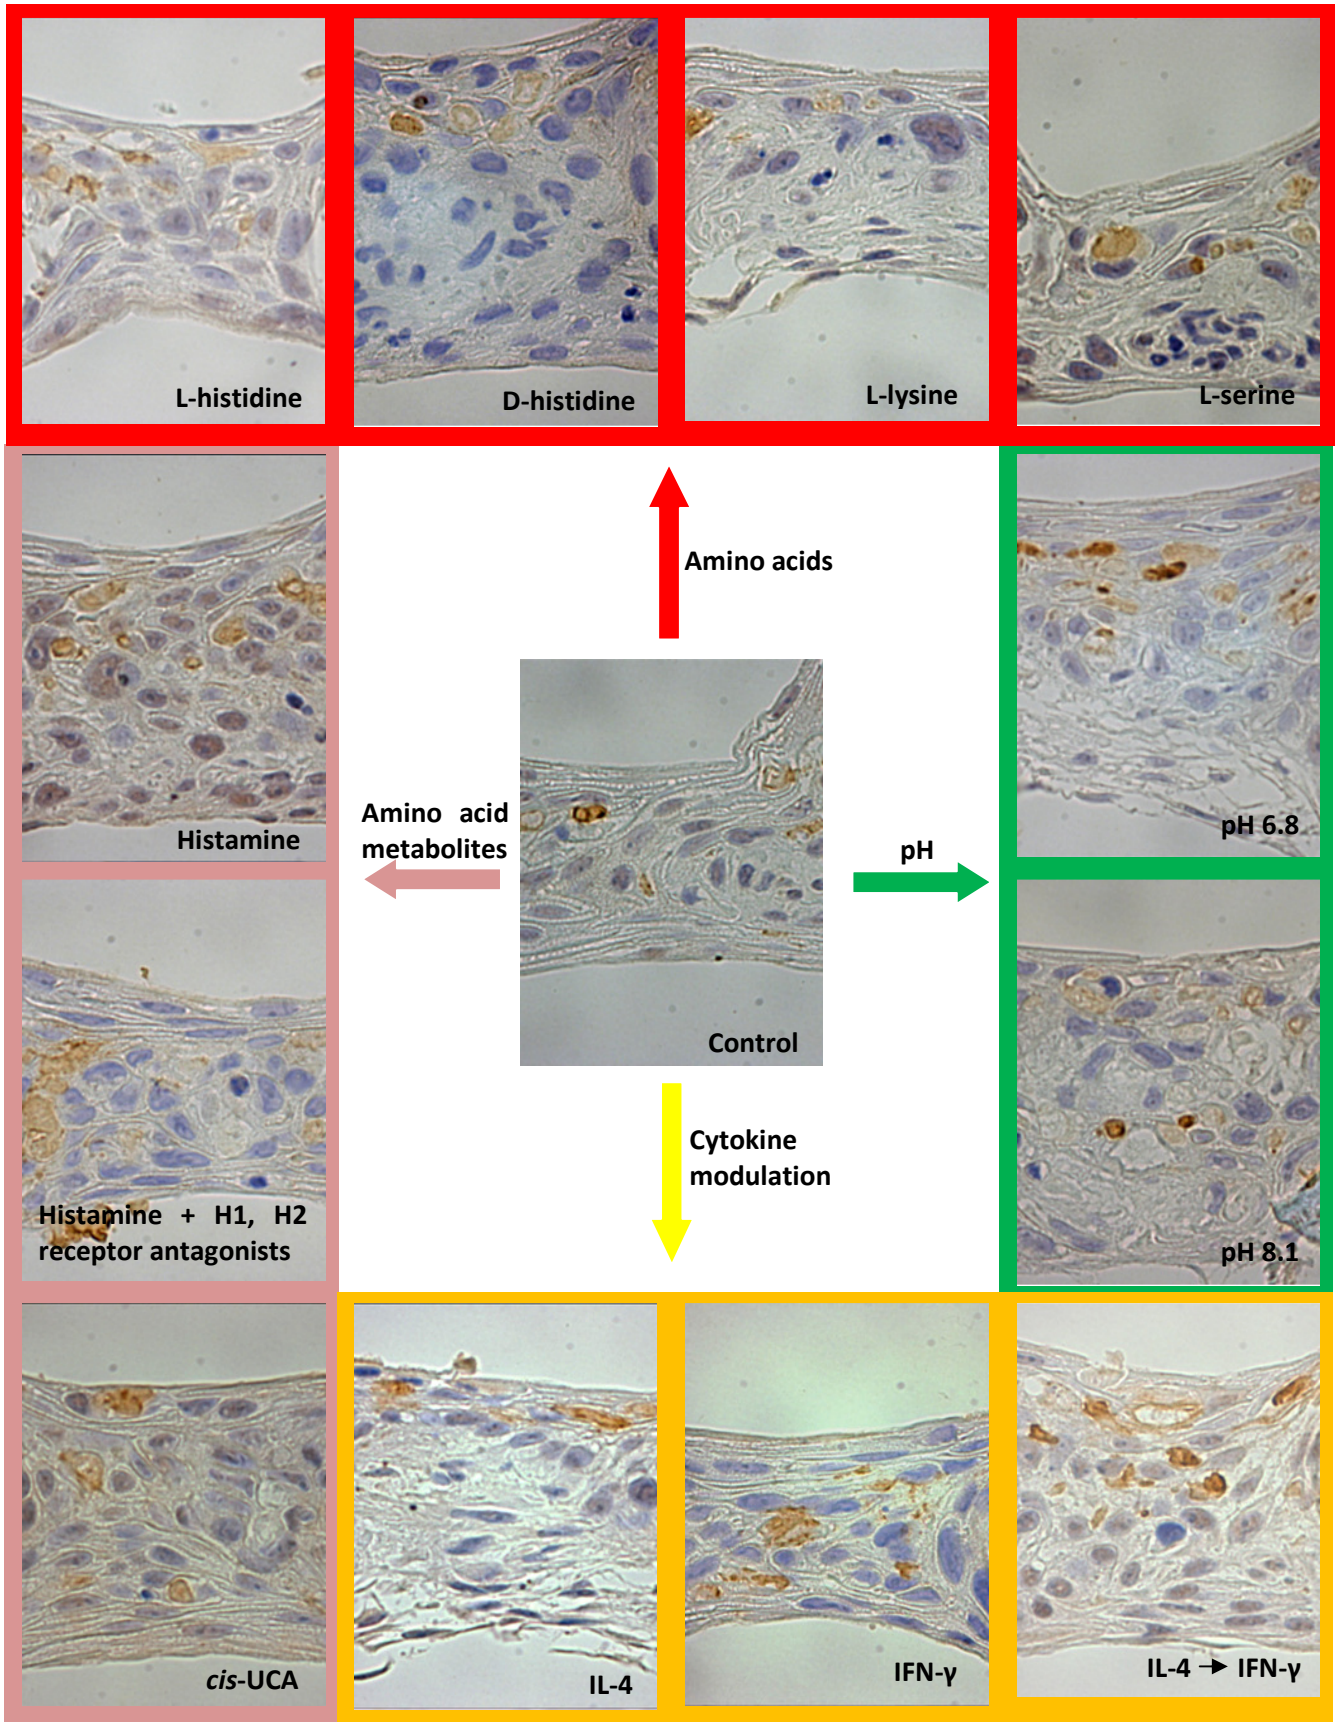 L-histidine
D-histidine
L-lysine
L-serine
Amino acids
Histamine
Amino acid
metabolites
pH
pH 6.8
Control
Histamine + H1, H2
receptor antagonists
Cytokine
modulation
pH 8.1
cis-UCA
IL-4
IFN-γ
IL-4 → IFN-γ